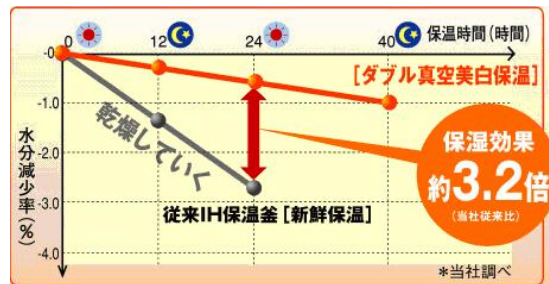 0 12 24 40 保温時間(時間)
-0
[ダブル真空美白保温]
-1.0
乾燥していく
保湿効果
約3.2倍
(当社従来比)
-2.0
水分減少率(%)
従来IH保温釜[新鮮保温]
-3.0
-4.0
*当社調べ